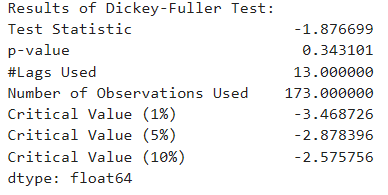 Results of Dickey-Fuller Test:
Test Statistic -1.876699
p-value 0.343101
#Lags Used 13.000000
Number of Observations Used 173.000000
Critical Value (1%) -3.468726
Critical Value (5%) -2.878396
Critical Value (10%) -2.575756
dtype: float64